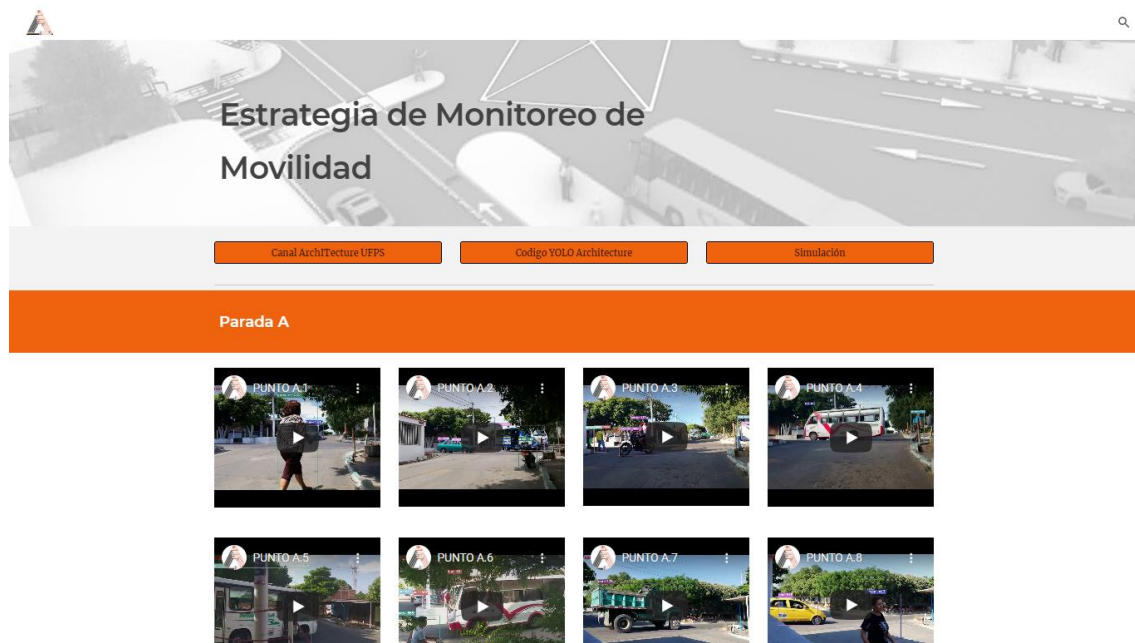 Estrategia de Monitoreo de
Movilidad
Canal ArchITecture UFPS
Codigo YOLO Architecture
Simulación
Parada A
PUNTO A.1
PUNTO A.2
PUNTO A.3
PUNTO A.4
PUNTO A.5
PUNTO A.6
PUNTO A.7
PUNTO A.8